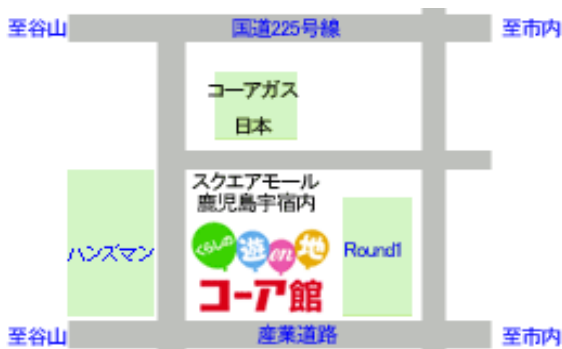 至谷山 国道225号線 至市内
コーアガス
日本
スクエアモール
鹿児島宇宿内
ハンズマン
くらしの遊en地
Round1
コーア館
至谷山 産業道路 至市内